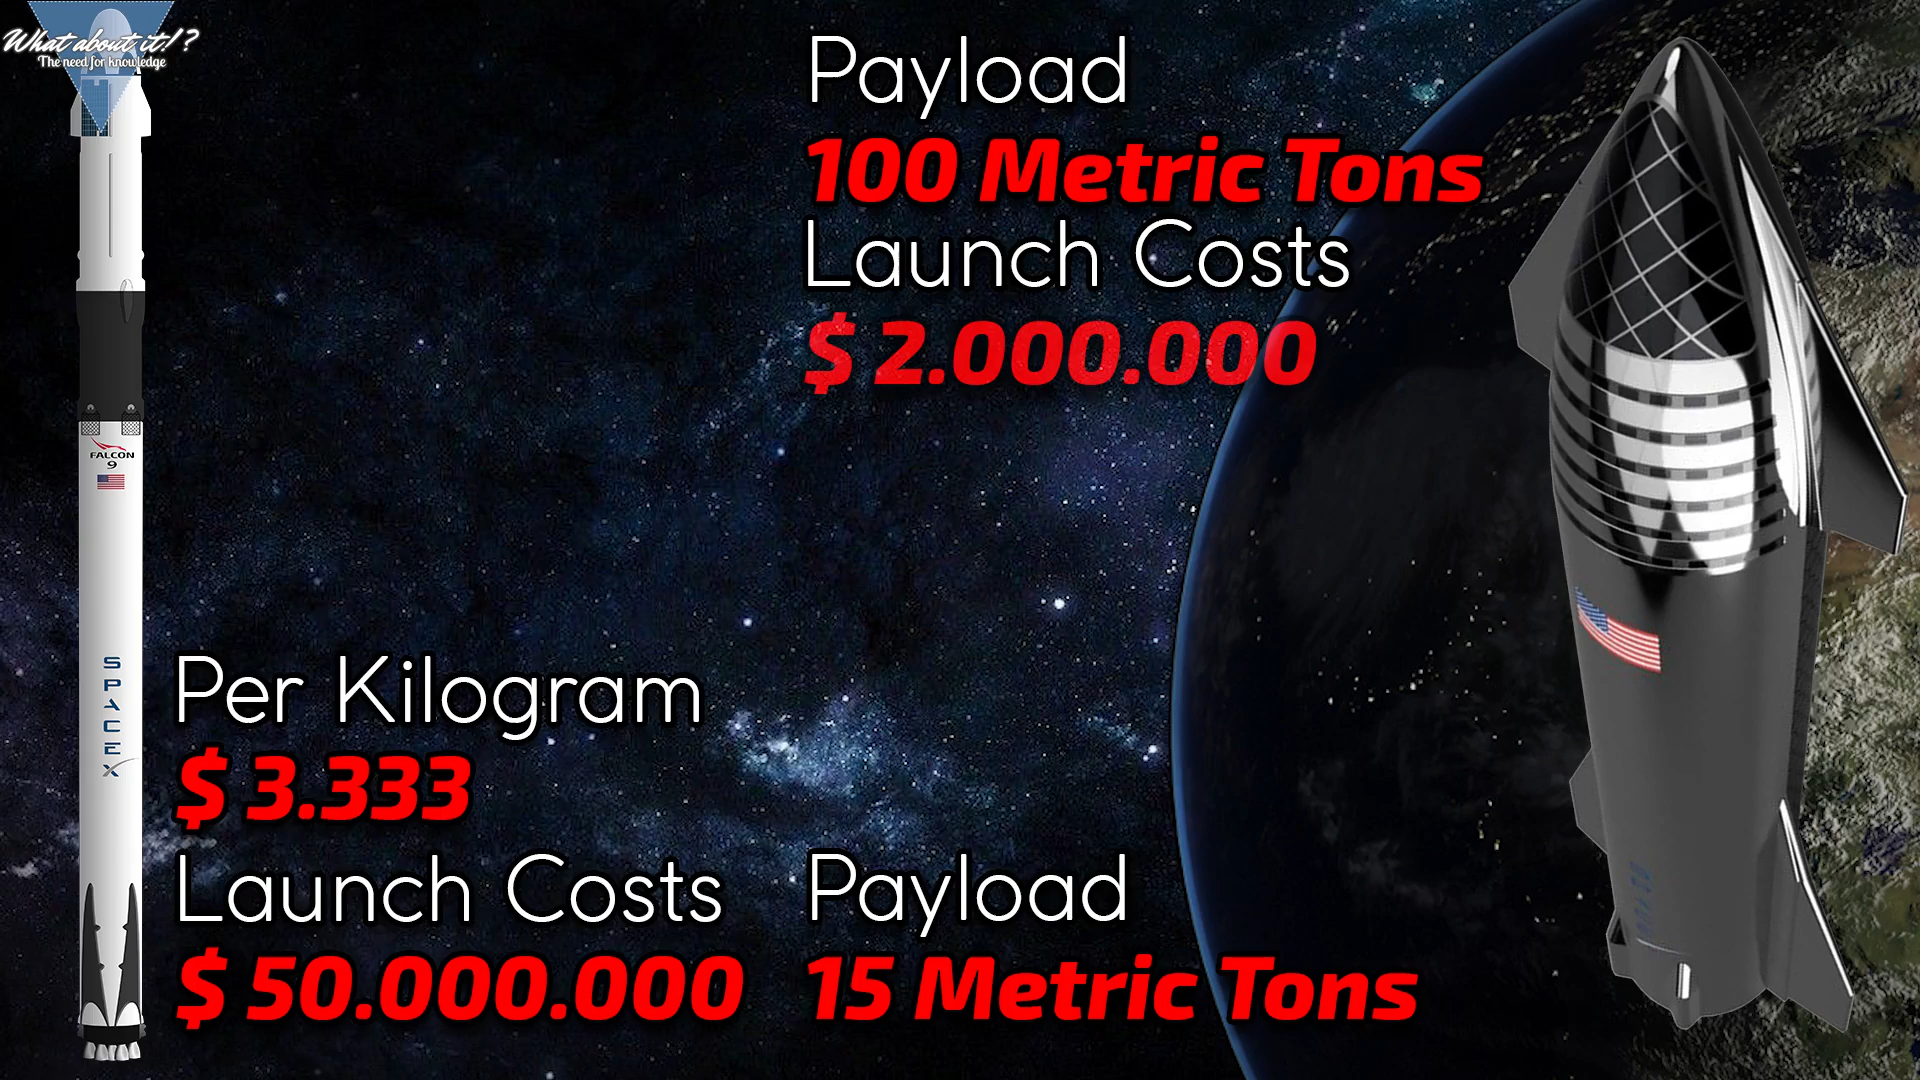 What about it!?
The need for knowledge
Payload
100 Metric Tons
Launch Costs
$ 2.000.000
FALCON
9
SPACEX
Per Kilogram
$ 3.333
Launch Costs
$ 50.000.000
Payload
15 Metric Tons